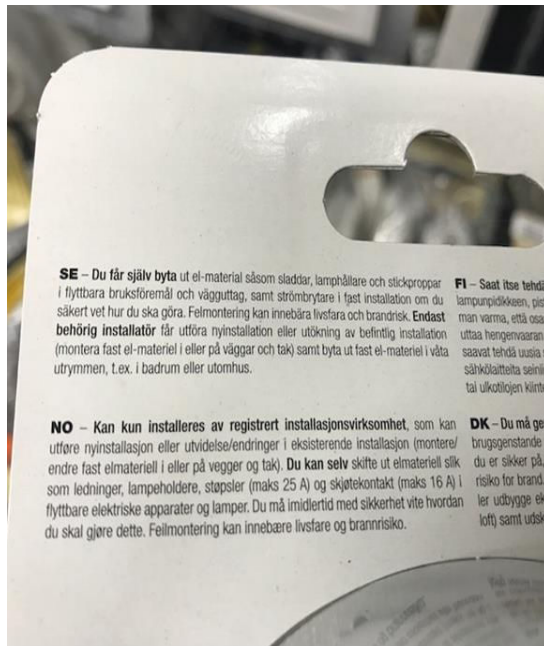 SE – Du får själv byta ut el-material såsom sladdar, lamphållare och stickproppar
i flyttbara bruksföremål och vägguttag, samt strömbrytare i fast installation om du
säkert vet hur du ska göra. Felmontering kan innebära livsfara och brandrisk. Endast
behörig installatör får utföra nyinstallation eller utökning av befintlig installation
(montera fast el-materiel i eller på väggar och tak) samt byta ut fast el-materiel i våta
utrymmen, t.ex. i badrum eller utomhus.
FI – Saat itse tehdä
lampunpidikkeen, pis
man varma, että osa
uttaa hengenvaaran
saavat tehdä uusia
sähkölaitteita seinii
tai ulkotilojen kiint
NO – Kan kun installeres av registrert installasjonsvirksomhet, som kan
utføre nyinstallasjon eller utvidelse/endringer i eksisterende installasjon (montere/
endre fast elmateriell i eller på vegger og tak). Du kan selv skifte ut elmateriell slik
som ledninger, lampeholdere, støpsler (maks 25 A) og skjøtekontakt (maks 16 A) i
flyttbare elektriske apparater og lamper. Du må imidlertid med sikkerhet vite hvordan
du skal gjøre dette. Feilmontering kan innebære livsfare og brannrisiko.
DK – Du må ge
brugsgenstande
du er sikker på,
risiko for brand.
ler udbygge ek
loft) samt udsk